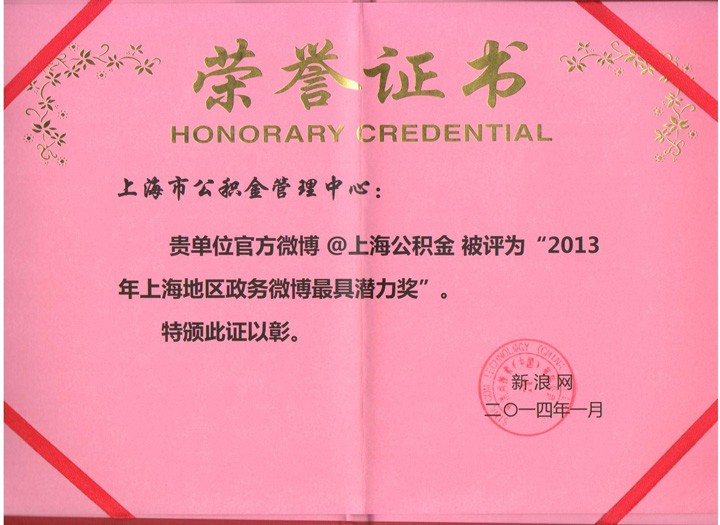 荣誉证书
HONORARY CREDENTIAL
上海市公积金管理中心：
贵单位官方微博 @上海公积金 被评为“2013
年上海地区政务微博最具潜力奖”。
特颁此证以彰。
TECHNOLOGY (CHINA)
新浪网
二〇一四年一月